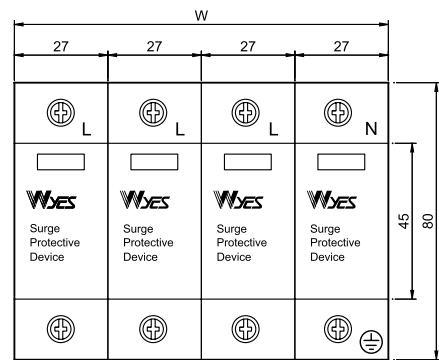 W
27 27 27 27
L L L N
WYES WYES WYES WYES
Surge Surge Surge Surge
Protective Protective Protective Protective
Device Device Device Device
45
80